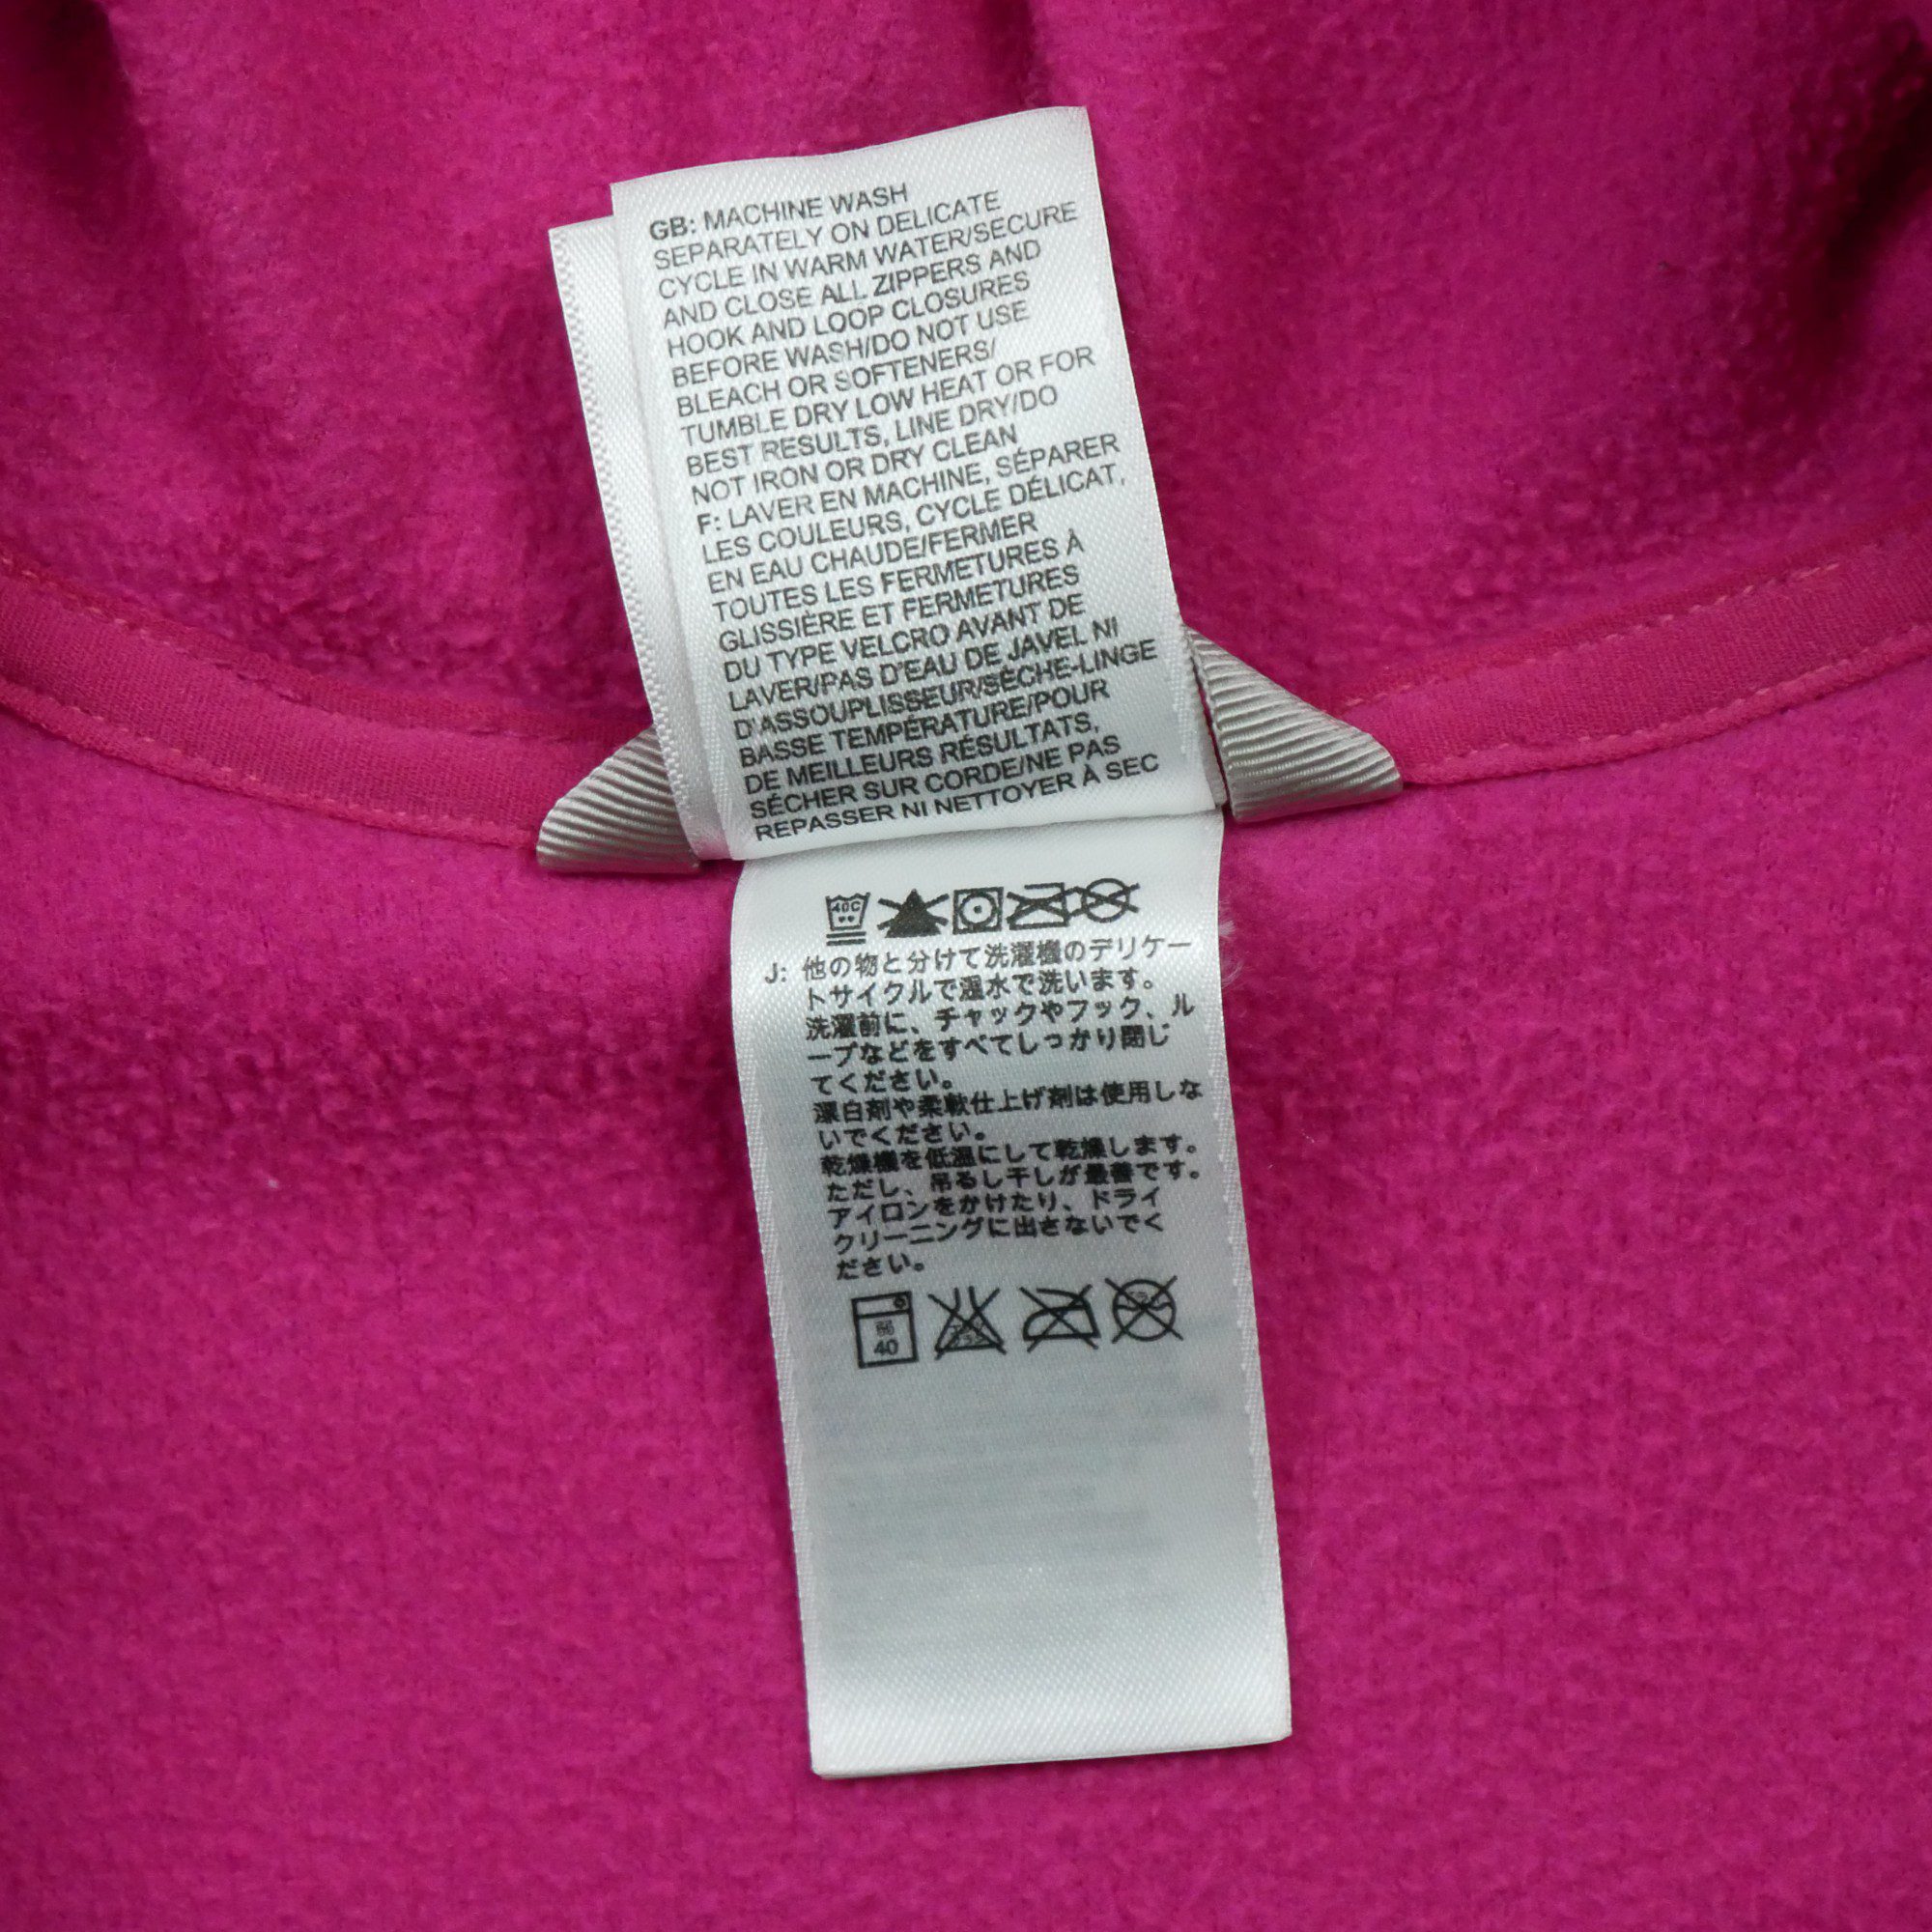 GB: MACHINE WASH
SEPARATELY ON DELICATE
CYCLE IN WARM WATER/SECURE
AND CLOSE ALL ZIPPERS AND
HOOK AND LOOP CLOSURES
BEFORE WASH/DO NOT USE
BLEACH OR SOFTENERS/
TUMBLE DRY LOW HEAT OR FOR
BEST RESULTS, LINE DRY/DO
NOT IRON OR DRY CLEAN
F: LAVER EN MACHINE, SÉPARER
LES COULEURS, CYCLE DÉLICAT,
EN EAU CHAUDE/FERMER
TOUTES LES FERMETURES À
GLISSIÈRE ET FERMETURES
DU TYPE VELCRO AVANT DE
LAVER/PAS D'EAU DE JAVEL NI
D'ASSOUPLISSEUR/SÈCHE-LINGE
BASSE TEMPÉRATURE/POUR
DE MEILLEURS RÉSULTATS,
SÉCHER SUR CORDE/NE PAS
REPASSER NI NETTOYER À SEC
40C
J: 他の物と分けて洗濯機のデリケー
トサイクルで温水で洗います。
洗濯前に、チャックやフック、ル
ープなどをすべてしっかり閉じ
てください。
漂白剤や柔軟仕上げ剤は使用しな
いでください。
乾燥機を低温にして乾燥します。
ただし、吊るし干しが最善です。
アイロンをかけたり、ドライ
クリーニングに出さないでく
ださい。
弱
40